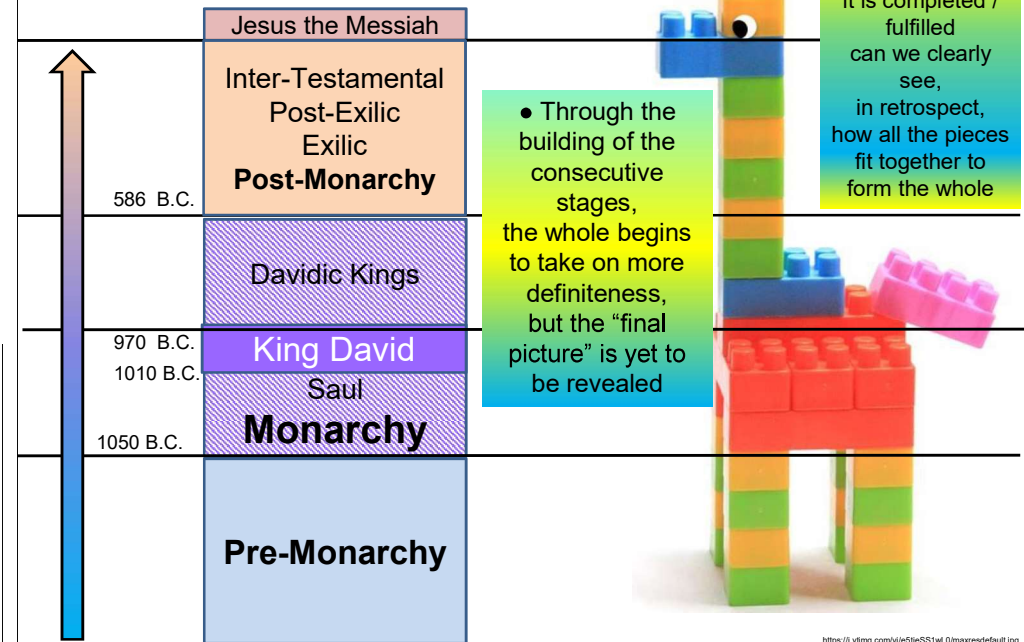 Jesus the Messiah
Inter-Testamental
Post-Exilic
Exilic
Post-Monarchy
586 B.C.
Davidic Kings
970 B.C.
King David
1010 B.C.
Saul
Monarchy
1050 B.C.
Pre-Monarchy
● Through the
building of the
consecutive
stages,
the whole begins
to take on more
definiteness,
but the “final
picture” is yet to
be revealed
it is completed /
fulfilled
can we clearly
see,
in retrospect,
how all the pieces
fit together to
form the whole